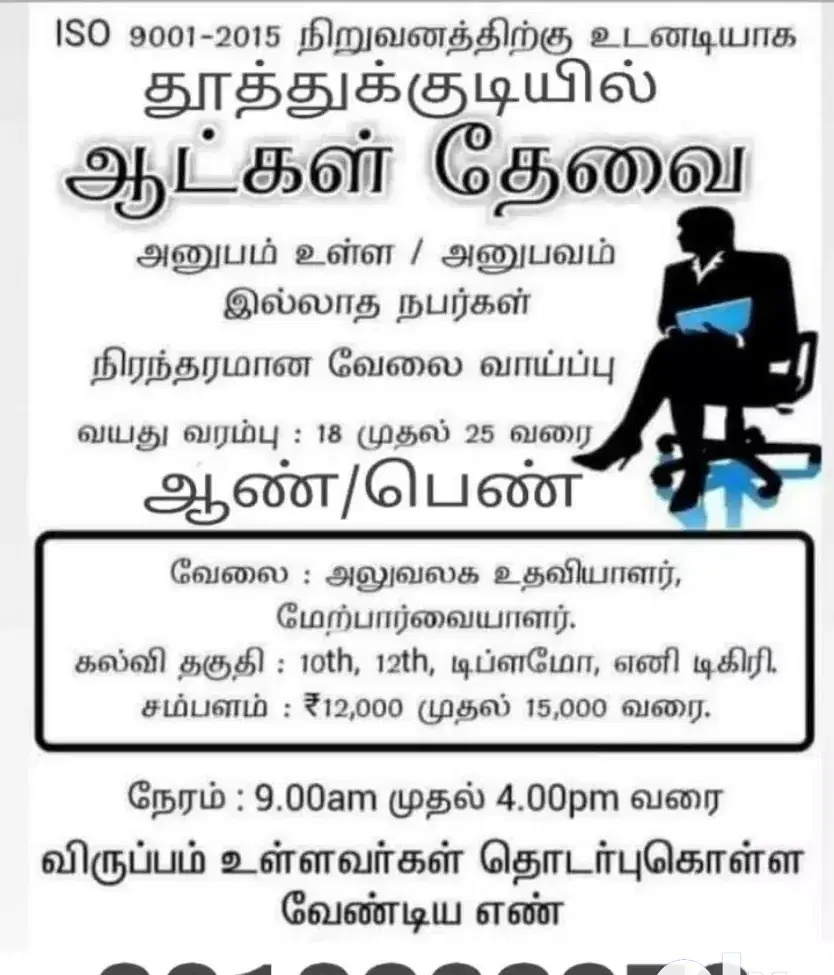 ISO 9001-2015 நிறுவனத்திற்கு உடனடியாக
தூத்துக்குடியில்
ஆட்கள் தேவை
அனுபம் உள்ள / அனுபவம்
இல்லாத நபர்கள்
நிரந்தரமான வேலை வாய்ப்பு
வயது வரம்பு : 18 முதல் 25 வரை
ஆண்/பெண்
வேலை : அலுவலக உதவியாளர்,
மேற்பார்வையாளர்.
கல்வி தகுதி : 10th, 12th, டிப்ளமோ, எனி டிகிரி.
சம்பளம் : ₹12,000 முதல் 15,000 வரை.
நேரம் : 9.00am முதல் 4.00pm வரை
விருப்பம் உள்ளவர்கள் தொடர்புகொள்ள
வேண்டிய எண்